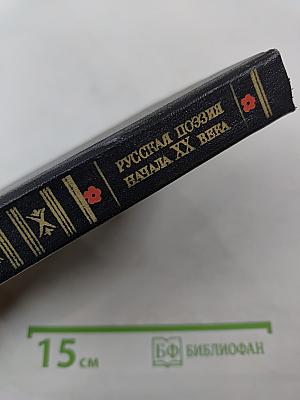 РУССКАЯ ПОЭЗИЯ
НАЧАЛА XX ВЕКА
15 см
БФ БИБЛИОФАН